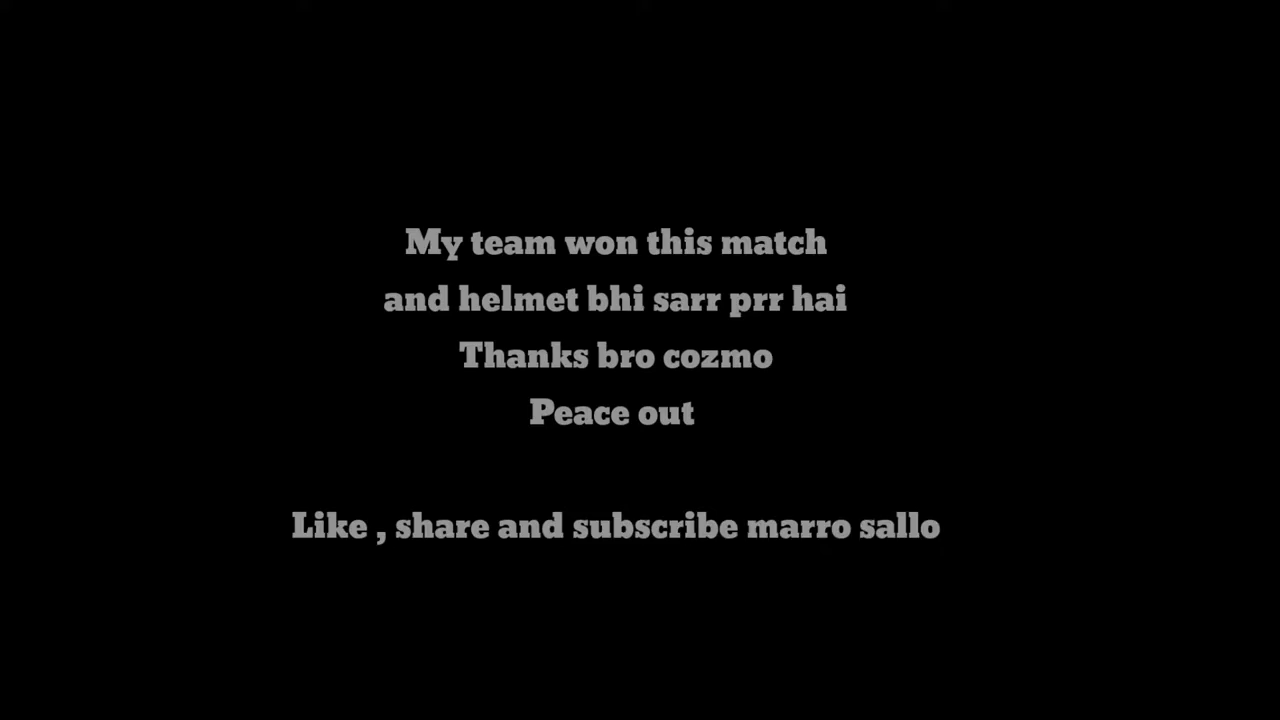 My team won this match
and helmet bhi sarr prr hai
Thanks bro cozmo
Peace out
Like , share and subscribe marro sallo